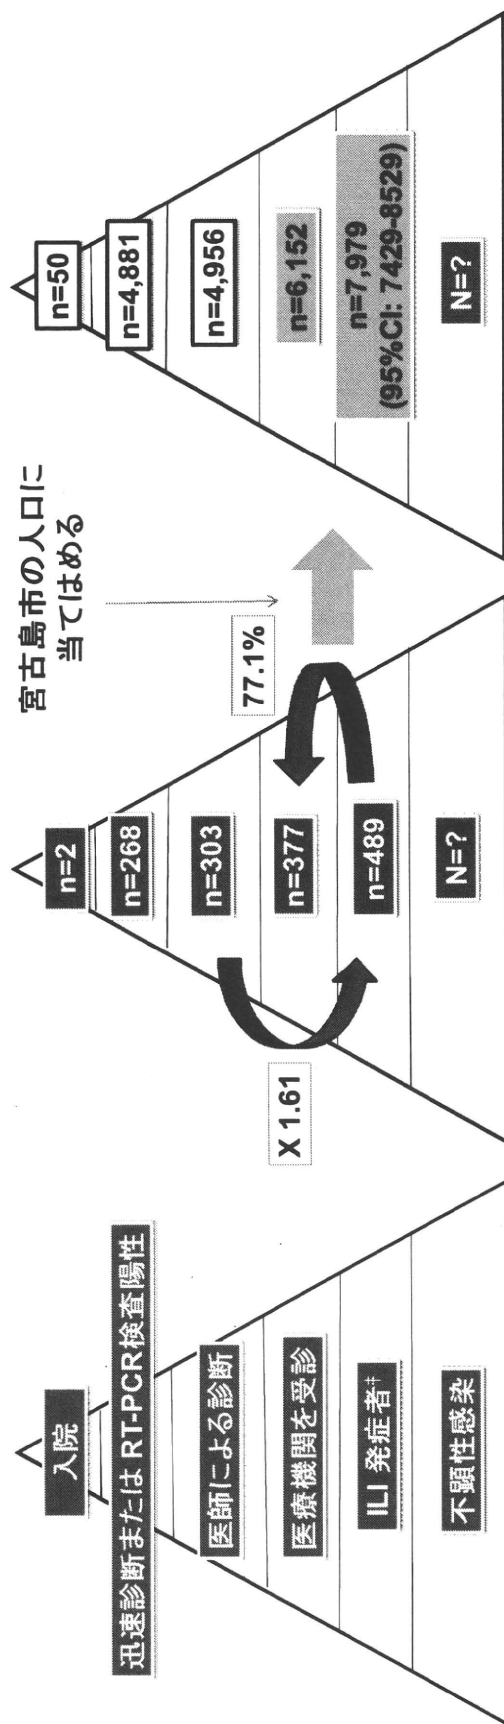 入院
迅速診断またはRT-PCR検査陽性
医師による診断
医療機関を受診
ILI 発症者‡
不顕性感染
n=2
n=268
n=303
n=377
n=489
N=?
X 1.61
77.1%
宮古島市の人口に
当てはめる
n=50
n=4,881
n=4,956
n=6,152
n=7,979
(95%CI: 7429-8529)
N=?